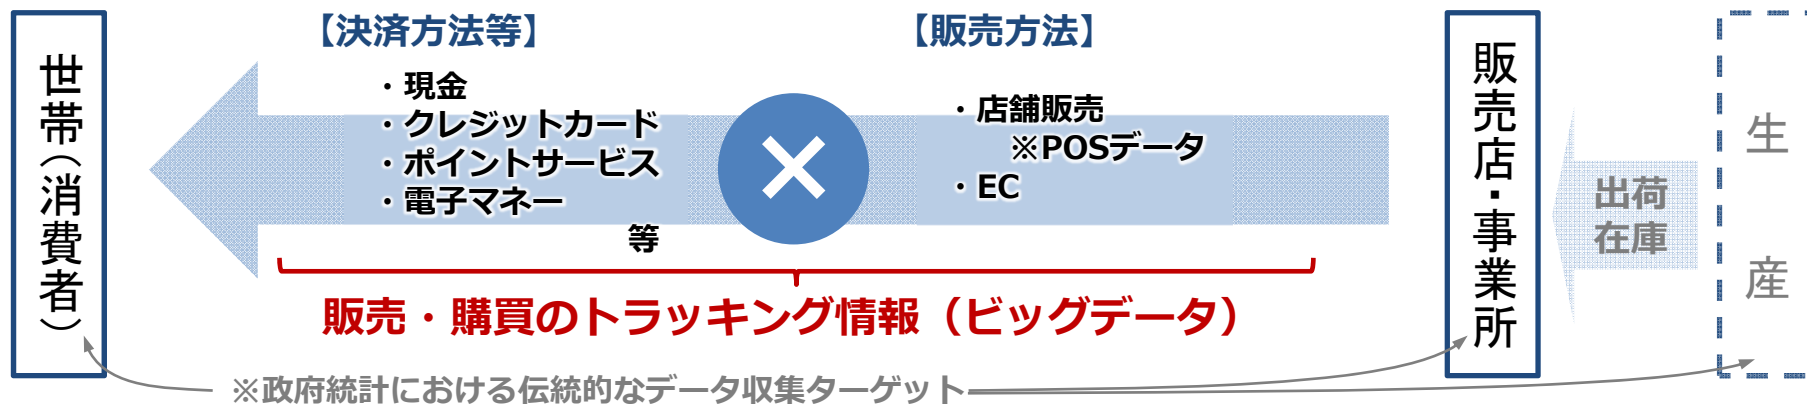 世帯（消費者）
【決済方法等】
・現金
・クレジットカード
・ポイントサービス
・電子マネー
等
×
【販売方法】
・店舗販売
※POSデータ
・EC
販売店・事業所
出荷
在庫
生産
販売・購買のトラッキング情報（ビッグデータ）
※政府統計における伝統的なデータ収集ターゲット